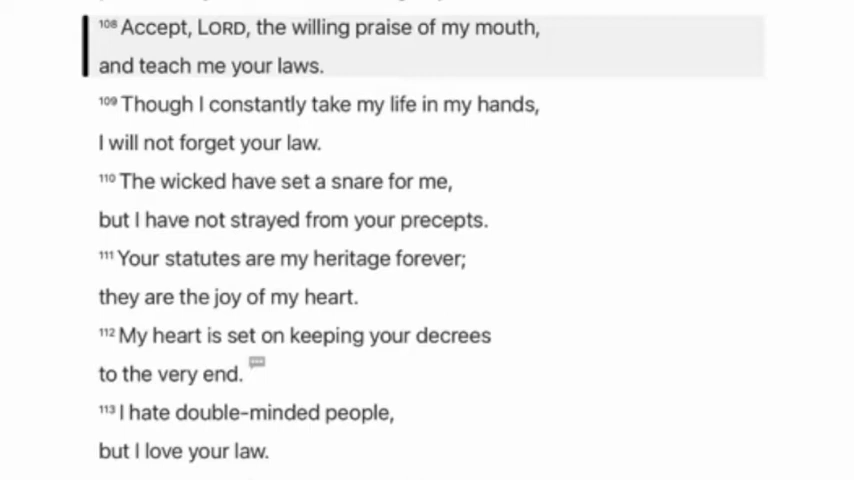 108 Accept, LORD, the willing praise of my mouth,
and teach me your laws.
109 Though I constantly take my life in my hands,
I will not forget your law.
110 The wicked have set a snare for me,
but I have not strayed from your precepts.
111 Your statutes are my heritage forever;
they are the joy of my heart.
112 My heart is set on keeping your decrees
to the very end.
113 I hate double-minded people,
but I love your law.